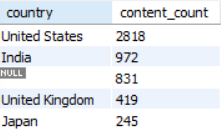 country content_count
United States 2818
India 972
NULL 831
United Kingdom 419
Japan 245